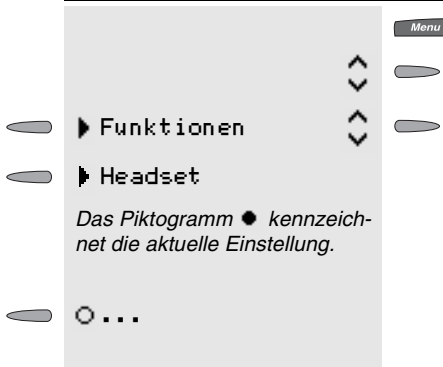 Menu
Funktionen
Headset
Das Piktogramm ● kennzeich-
net die aktuelle Einstellung.
○...